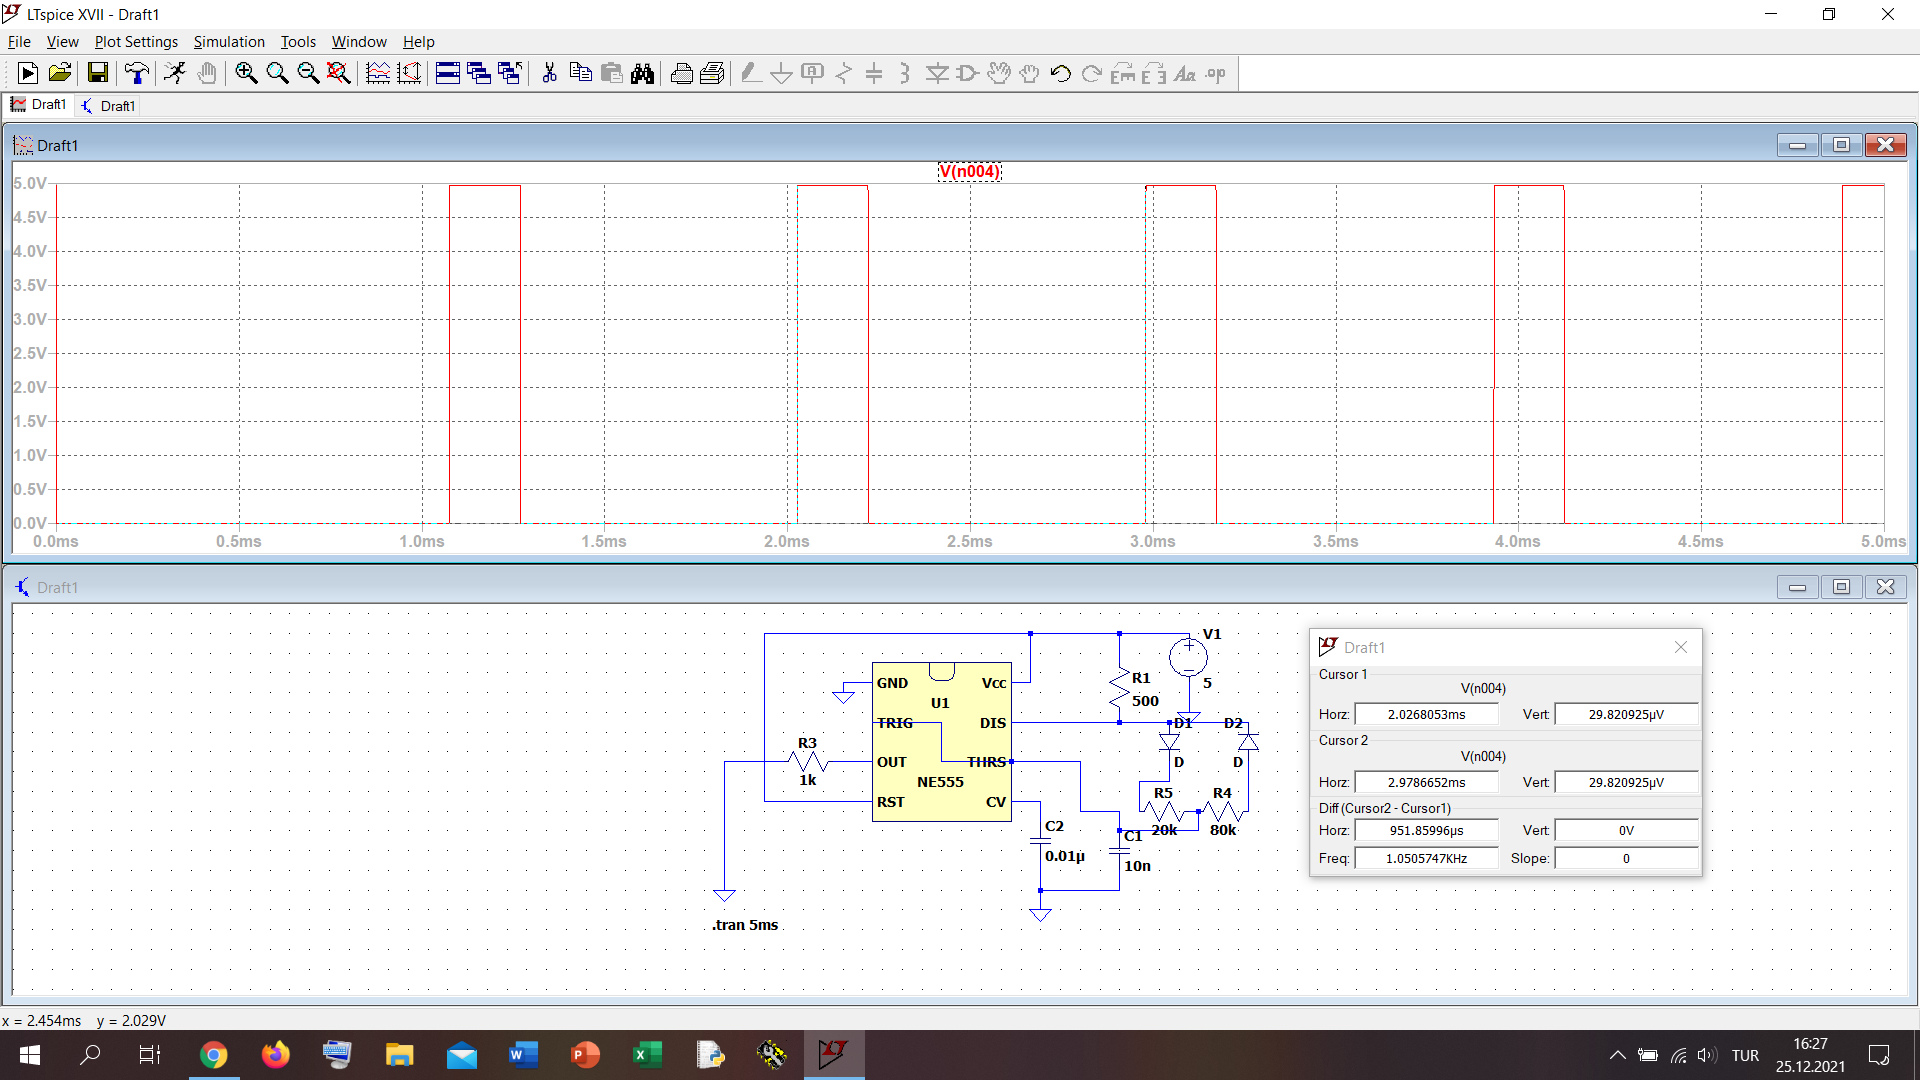 LTspice XVII - Draft1
File View Plot Settings Simulation Tools Window Help
Draft1 Draft1
Draft1
V(n004)
5.0V
4.5V
4.0V
3.5V
3.0V
2.5V
2.0V
1.5V
1.0V
0.5V
0.0V
0.0ms 0.5ms 1.0ms 1.5ms 2.0ms 2.5ms 3.0ms 3.5ms 4.0ms 4.5ms 5.0ms
Draft1
V1
5
R1
500
GND Vcc
U1
TRIG DIS
OUT THRS
NE555
RST CV
R3
1k
D1 D2
D D
R5 R4
20k 80k
C2
0.01µ
C1
10n
.tran 5ms
Draft1
Cursor 1
V(n004)
Horz: 2.0268053ms Vert: 29.820925µV
Cursor 2
V(n004)
Horz: 2.9786652ms Vert: 29.820925µV
Diff (Cursor2 - Cursor1)
Horz: 951.85996µs Vert: 0V
Freq: 1.0505747KHz Slope: 0
x = 2.454ms y = 2.029V
TUR
16:27
25.12.2021